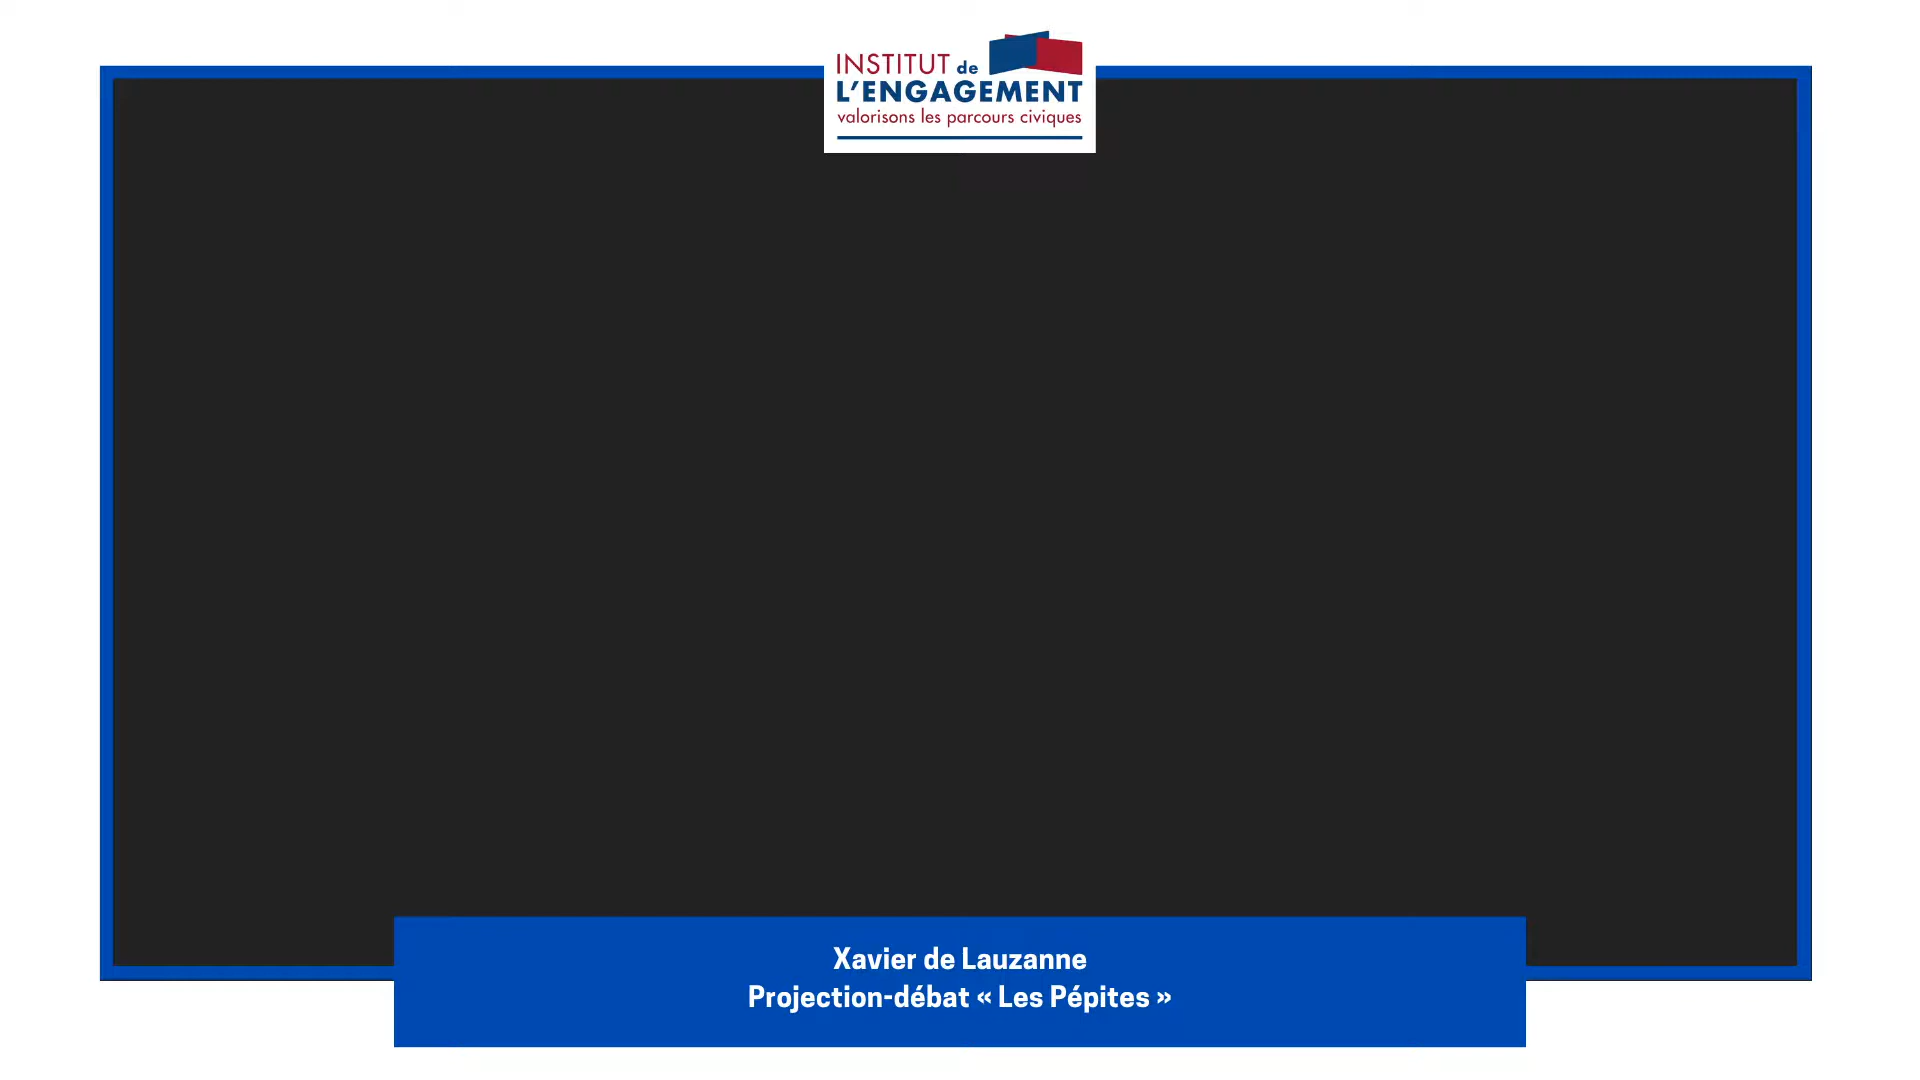 INSTITUT de
L'ENGAGEMENT
valorisons les parcours civiques
Xavier de Lauzanne
Projection-débat « Les Pépites »